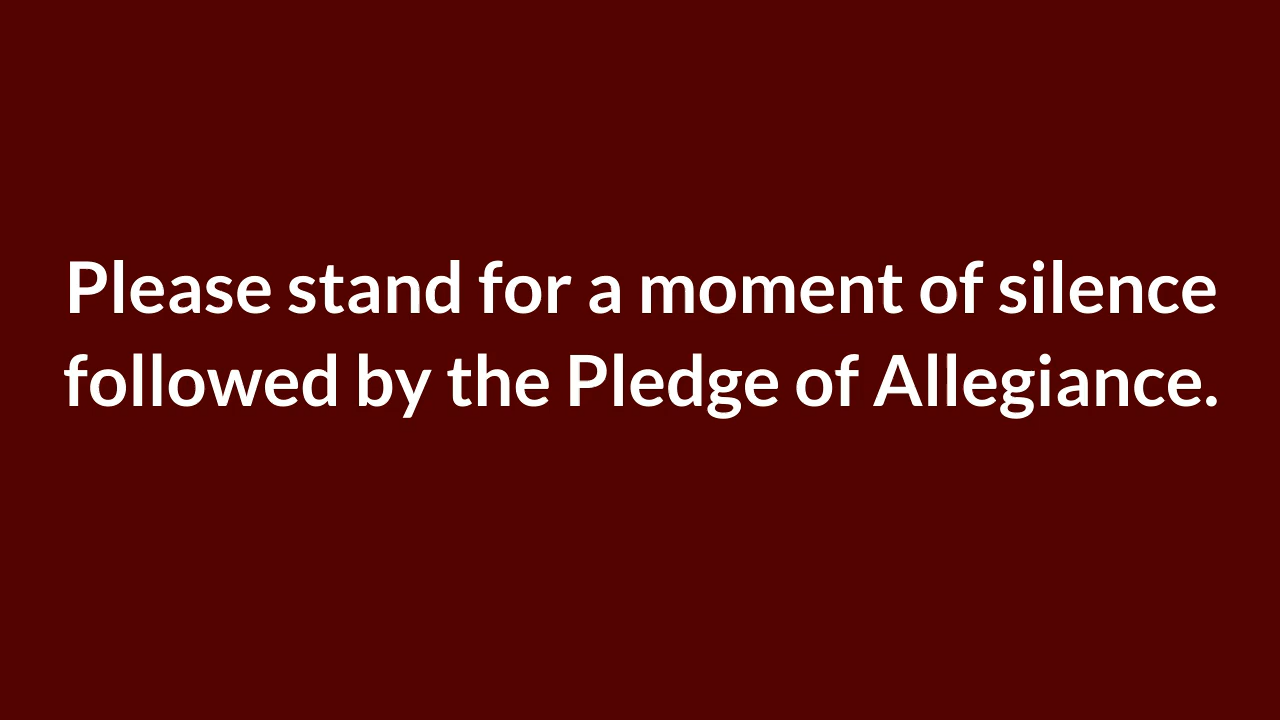 Please stand for a moment of silence
followed by the Pledge of Allegiance.